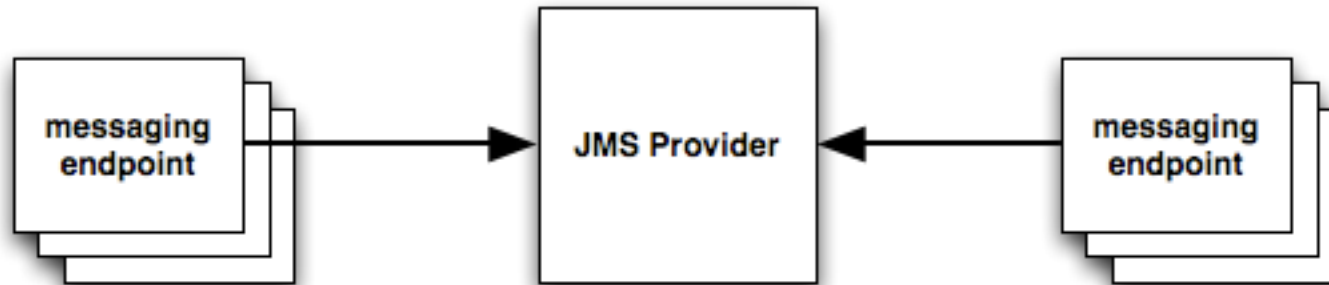 messaging
endpoint
JMS Provider
messaging
endpoint